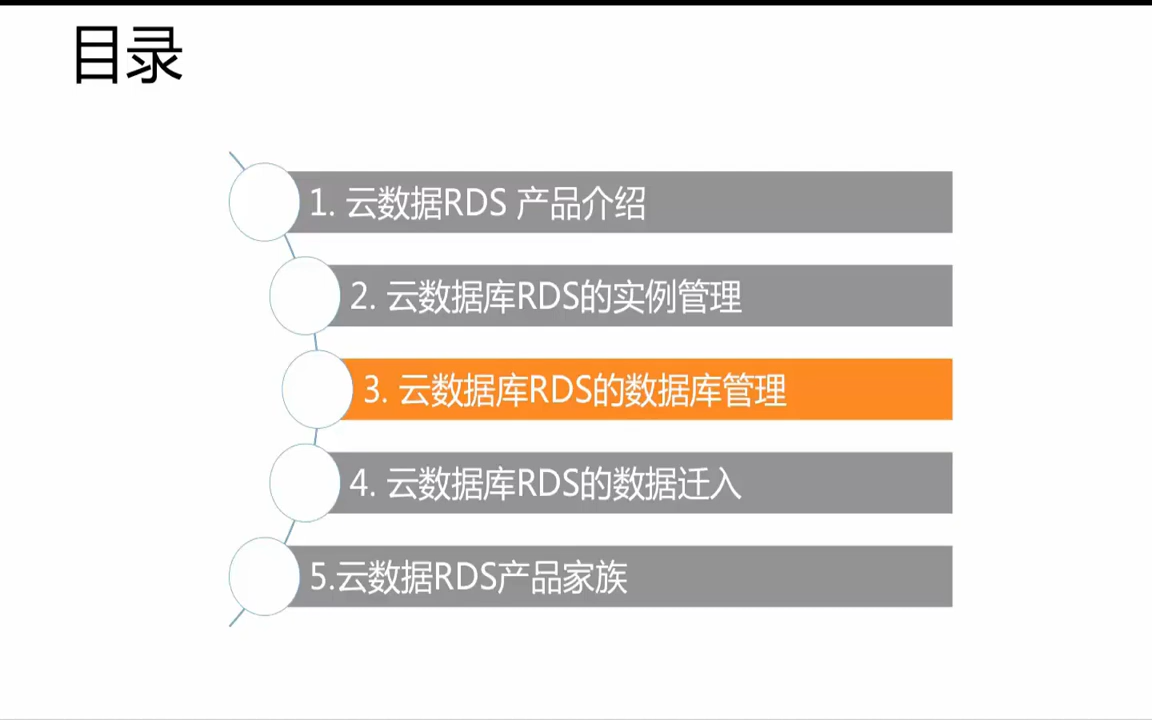 目录
1. 云数据RDS 产品介绍
2. 云数据库RDS的实例管理
3. 云数据库RDS的数据库管理
4. 云数据库RDS的数据迁入
5.云数据RDS产品家族